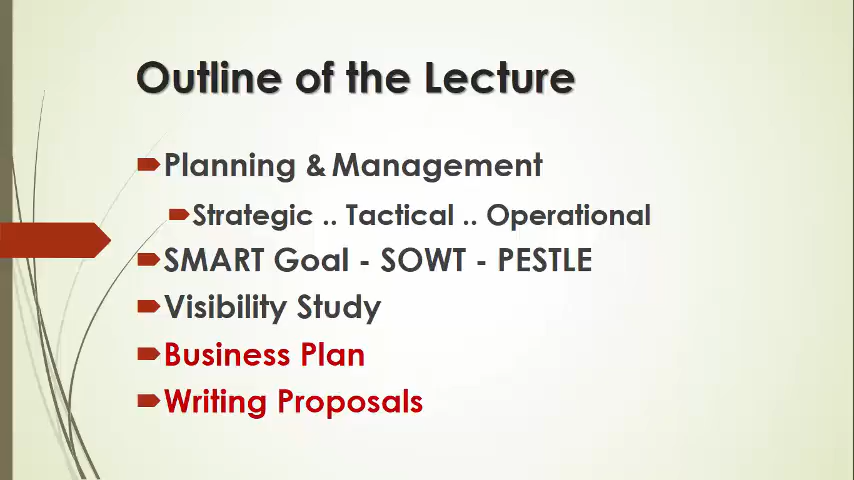 Outline of the Lecture
Planning & Management
Strategic .. Tactical .. Operational
SMART Goal - SOWT - PESTLE
Visibility Study
Business Plan
Writing Proposals